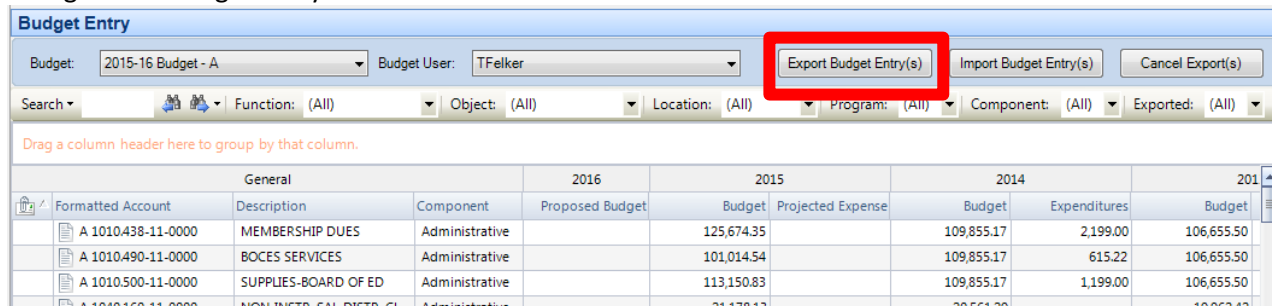 Budget Entry
Budget: 2015-16 Budget - A Budget User: TFelker Export Budget Entry(s) Import Budget Entry(s) Cancel Export(s)
Search Function: (All) Object: (All) Location: (All) Program: (All) Component: (All) Exported: (All)
Drag a column header here to group by that column.
General 2016 2015 2014 201
Formatted Account Description Component Proposed Budget Budget Projected Expense Budget Expenditures Budget
A 1010.438-11-0000 MEMBERSHIP DUES Administrative 125,674.35 109,855.17 2,199.00 106,655.50
A 1010.490-11-0000 BOCES SERVICES Administrative 101,014.54 109,855.17 615.22 106,655.50
A 1010.500-11-0000 SUPPLIES-BOARD OF ED Administrative 113,150.83 109,855.17 1,199.00 106,655.50